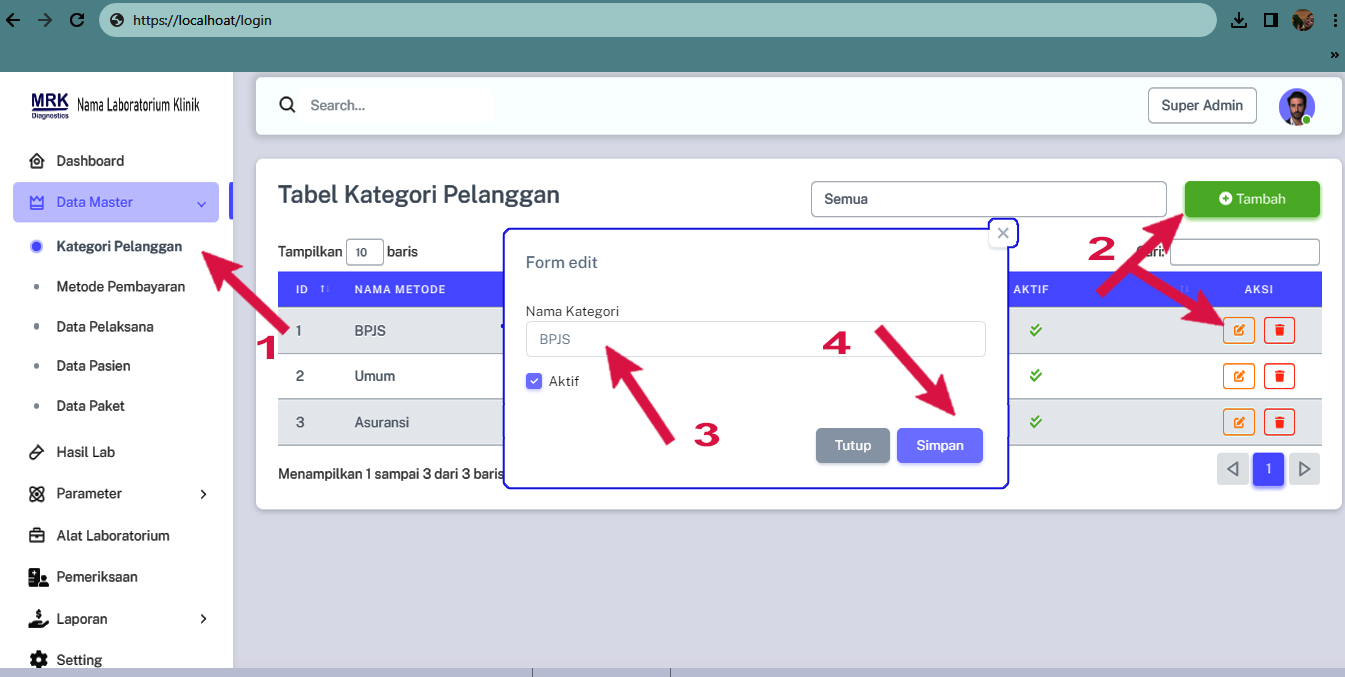 https://localhoat/login
»
MRK
Diagnostics
Nama Laboratorium Klinik
Search...
Super Admin
Dashboard
Data Master
Kategori Pelanggan
Metode Pembayaran
Data Pelaksana
Data Pasien
Data Paket
Hasil Lab
Parameter
Alat Laboratorium
Pemeriksaan
Laporan
Setting
Tabel Kategori Pelanggan
Semua
Tambah
Tampilkan 10 baris
Cari:
ID NAMA METODE AKTIF AKSI
1 BPJS
2 Umum
3 Asuransi
Menampilkan 1 sampai 3 dari 3 baris
1
Form edit
Nama Kategori
BPJS
Aktif
Tutup Simpan
1
2
3
4